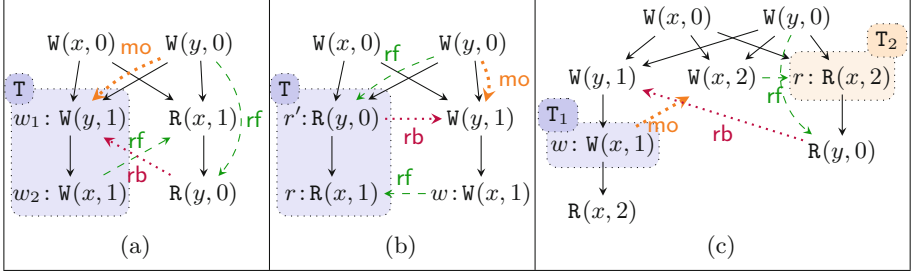 W(x, 0) W(y, 0)
mo
T
w₁: W(y, 1) R(x, 1)
rf rf
rb
w₂: W(x, 1) R(y, 0)
(a)
W(x, 0) W(y, 0)
rf mo
T
r′: R(y, 0) W(y, 1)
rb
rf
r: R(x, 1) w: W(x, 1)
(b)
W(x, 0) W(y, 0)
T₂
W(y, 1) W(x, 2) r: R(x, 2)
rf
T₁
mo
rb
w: W(x, 1) R(y, 0)
R(x, 2)
(c)